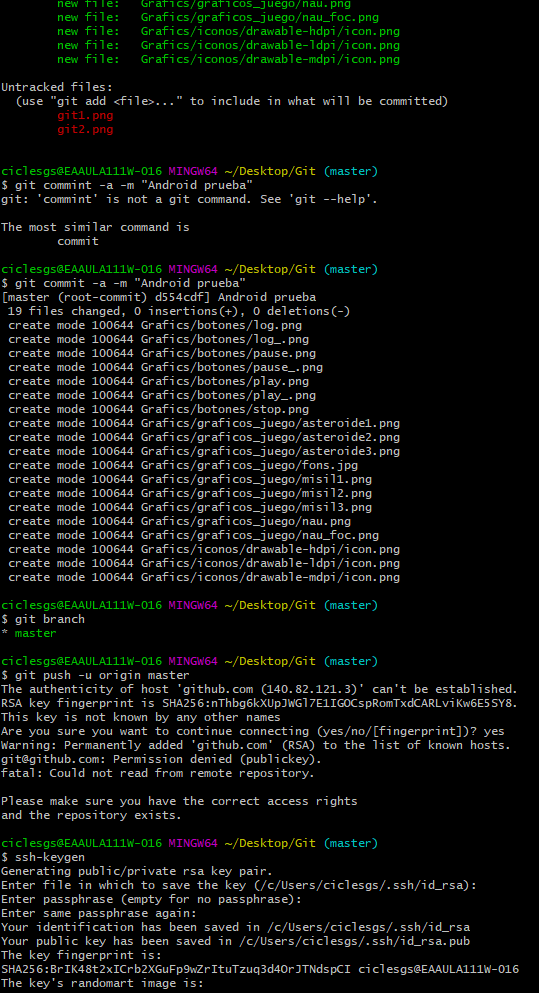 new file:   Grafics/graficos_juego/nau.png
new file:   Grafics/graficos_juego/nau_foc.png
new file:   Grafics/iconos/drawable-hdpi/icon.png
new file:   Grafics/iconos/drawable-ldpi/icon.png
new file:   Grafics/iconos/drawable-mdpi/icon.png
Untracked files:
(use "git add <file>..." to include in what will be committed)
git1.png
git2.png
ciclesgs@EAAULA111W-016 MINGW64 ~/Desktop/Git (master)
$ git commint -a -m "Android prueba"
git: 'commint' is not a git command. See 'git --help'.
The most similar command is
commit
ciclesgs@EAAULA111W-016 MINGW64 ~/Desktop/Git (master)
$ git commit -a -m "Android prueba"
[master (root-commit) d554cdf] Android prueba
19 files changed, 0 insertions(+), 0 deletions(-)
create mode 100644 Grafics/botones/log.png
create mode 100644 Grafics/botones/log_.png
create mode 100644 Grafics/botones/pause.png
create mode 100644 Grafics/botones/pause_.png
create mode 100644 Grafics/botones/play.png
create mode 100644 Grafics/botones/play_.png
create mode 100644 Grafics/botones/stop.png
create mode 100644 Grafics/graficos_juego/asteroide1.png
create mode 100644 Grafics/graficos_juego/asteroide2.png
create mode 100644 Grafics/graficos_juego/asteroide3.png
create mode 100644 Grafics/graficos_juego/fons.jpg
create mode 100644 Grafics/graficos_juego/misil1.png
create mode 100644 Grafics/graficos_juego/misil2.png
create mode 100644 Grafics/graficos_juego/misil3.png
create mode 100644 Grafics/graficos_juego/nau.png
create mode 100644 Grafics/graficos_juego/nau_foc.png
create mode 100644 Grafics/iconos/drawable-hdpi/icon.png
create mode 100644 Grafics/iconos/drawable-ldpi/icon.png
create mode 100644 Grafics/iconos/drawable-mdpi/icon.png
ciclesgs@EAAULA111W-016 MINGW64 ~/Desktop/Git (master)
$ git branch
* master
ciclesgs@EAAULA111W-016 MINGW64 ~/Desktop/Git (master)
$ git push -u origin master
The authenticity of host 'github.com (140.82.121.3)' can't be established.
RSA key fingerprint is SHA256:nThbg6kXUpJWGl7E1IGOCspRomTxdCARLviKw6E5SY8.
This key is not known by any other names
Are you sure you want to continue connecting (yes/no/[fingerprint])? yes
Warning: Permanently added 'github.com' (RSA) to the list of known hosts.
git@github.com: Permission denied (publickey).
fatal: Could not read from remote repository.
Please make sure you have the correct access rights
and the repository exists.
ciclesgs@EAAULA111W-016 MINGW64 ~/Desktop/Git (master)
$ ssh-keygen
Generating public/private rsa key pair.
Enter file in which to save the key (/c/Users/ciclesgs/.ssh/id_rsa):
Enter passphrase (empty for no passphrase):
Enter same passphrase again:
Your identification has been saved in /c/Users/ciclesgs/.ssh/id_rsa
Your public key has been saved in /c/Users/ciclesgs/.ssh/id_rsa.pub
The key fingerprint is:
SHA256:BrIK48t2xICrb2XGuFp9wZrItuTzuq3d4OrJTNdspCI ciclesgs@EAAULA111W-016
The key's randomart image is: